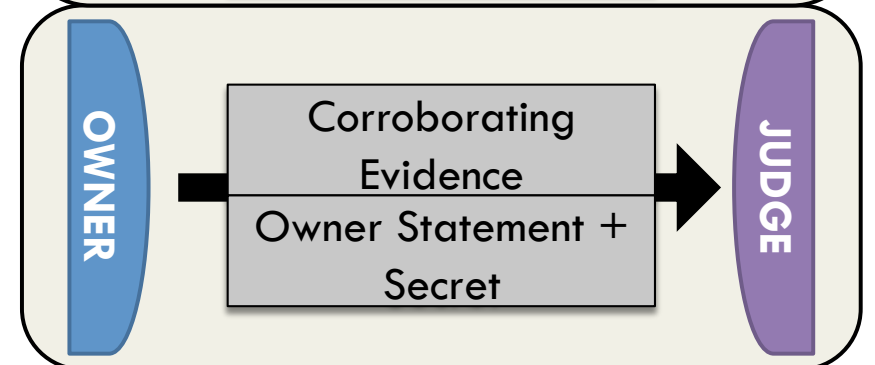 OWNER
Corroborating
Evidence
Owner Statement +
Secret
JUDGE